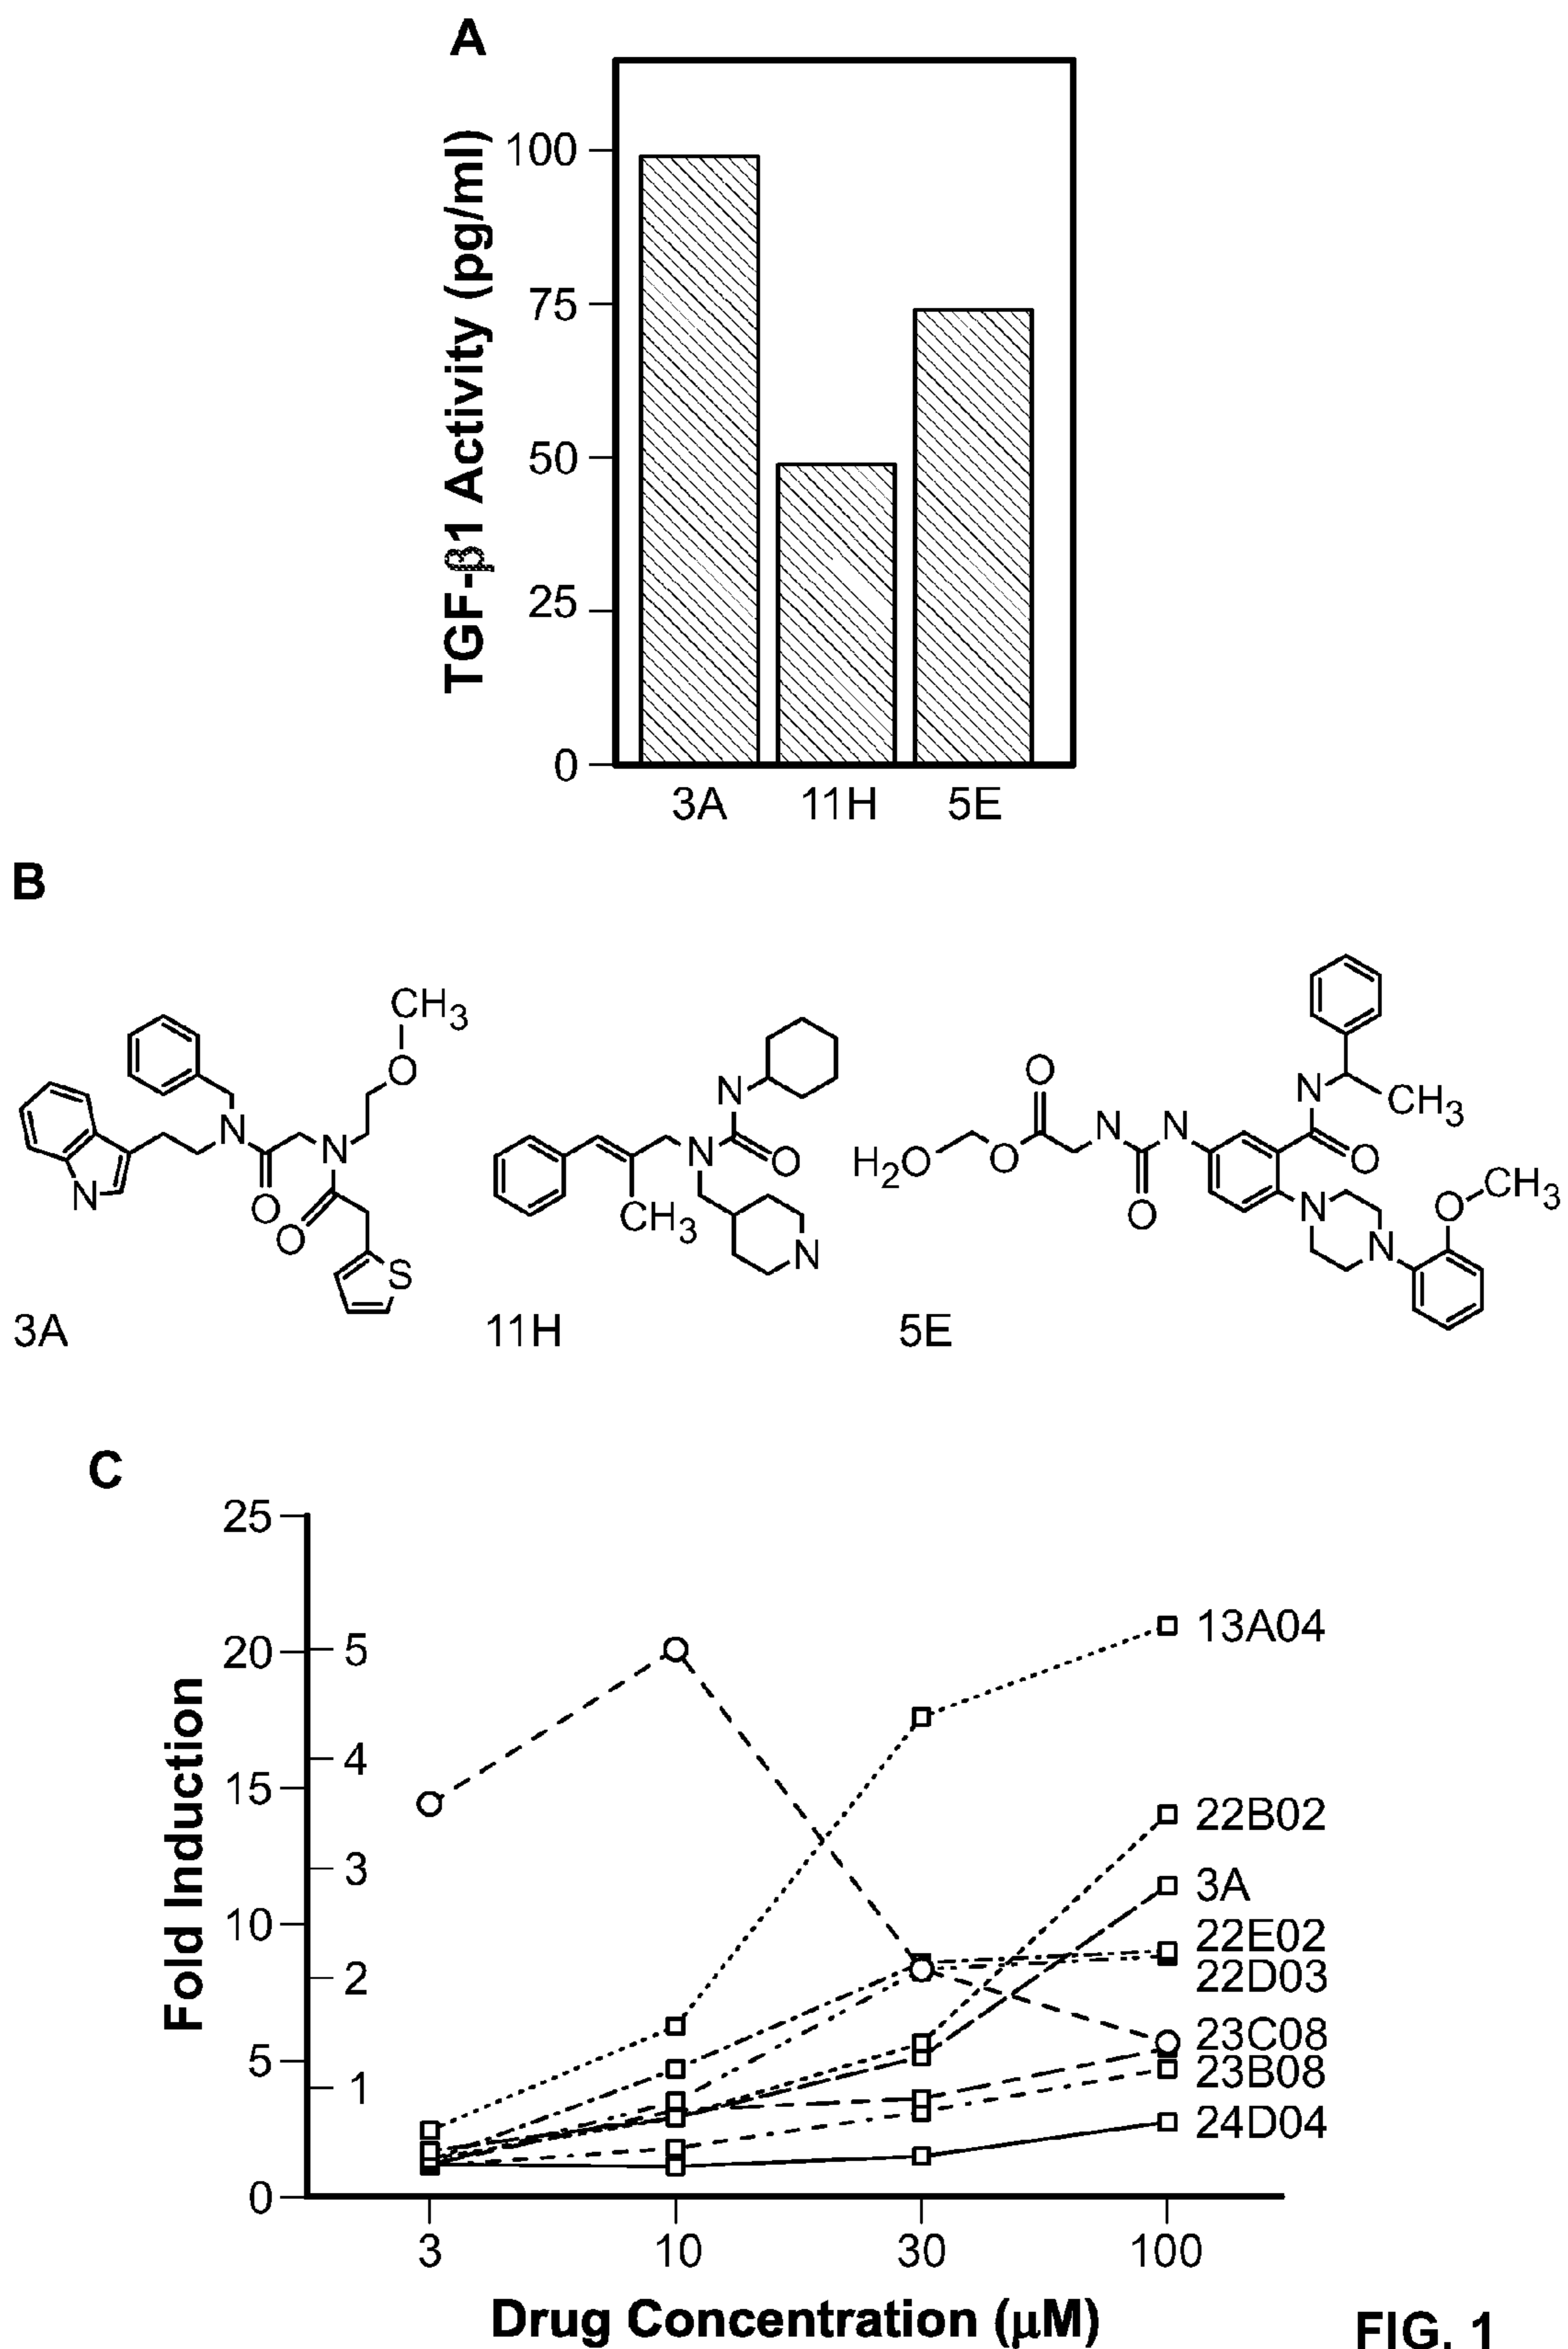 A
TGF-β1 Activity (pg/ml)
100
75
50
25
0
3A 11H 5E
B
CH3
O
N
N
N
O
O
S
3A
N
N
O
CH3
N
11H
O
H2O
O
N
N
O
N
CH3
O
N
N
O
CH3
5E
C
Fold Induction
25
20
15
10
5
0
5
4
3
2
1
13A04
22B02
3A
22E02
22D03
23C08
23B08
24D04
3 10 30 100
Drug Concentration (μM)
FIG. 1